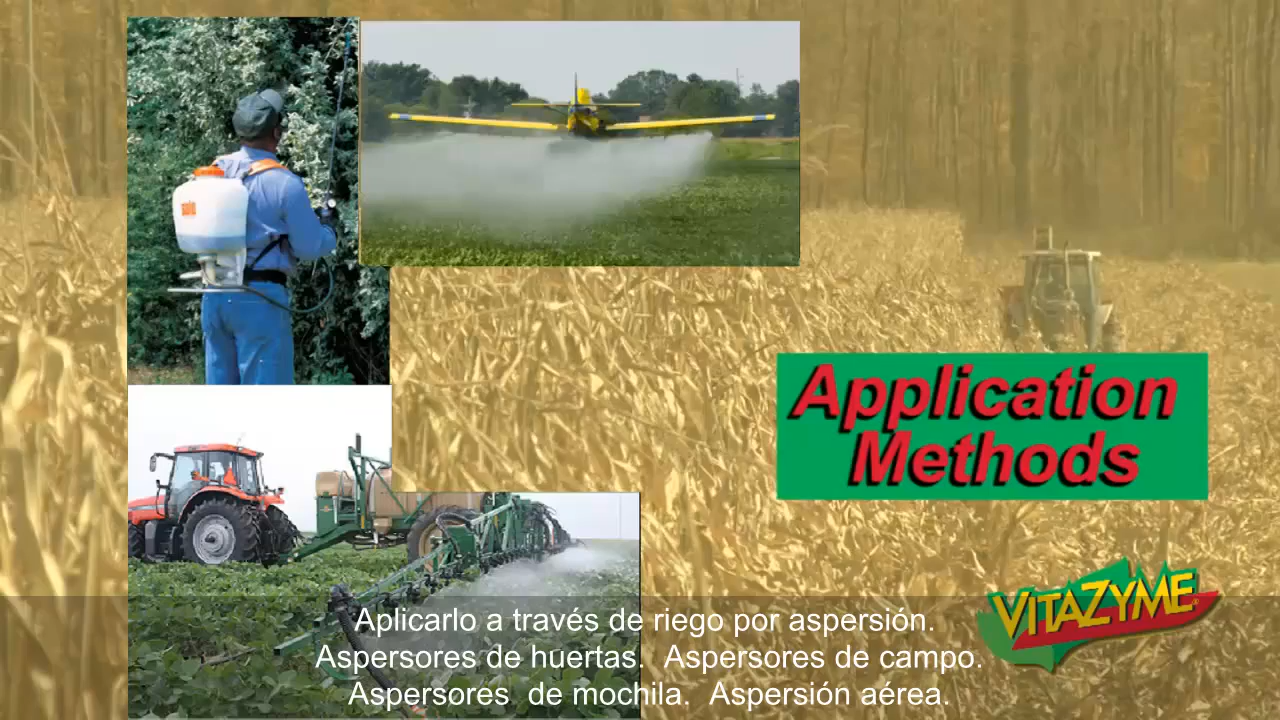 solo
Application
Methods
VITAZYME®
Aplicarlo a través de riego por aspersión.
Aspersores de huertas.  Aspersores de campo.
Aspersores  de mochila.  Aspersión aérea.